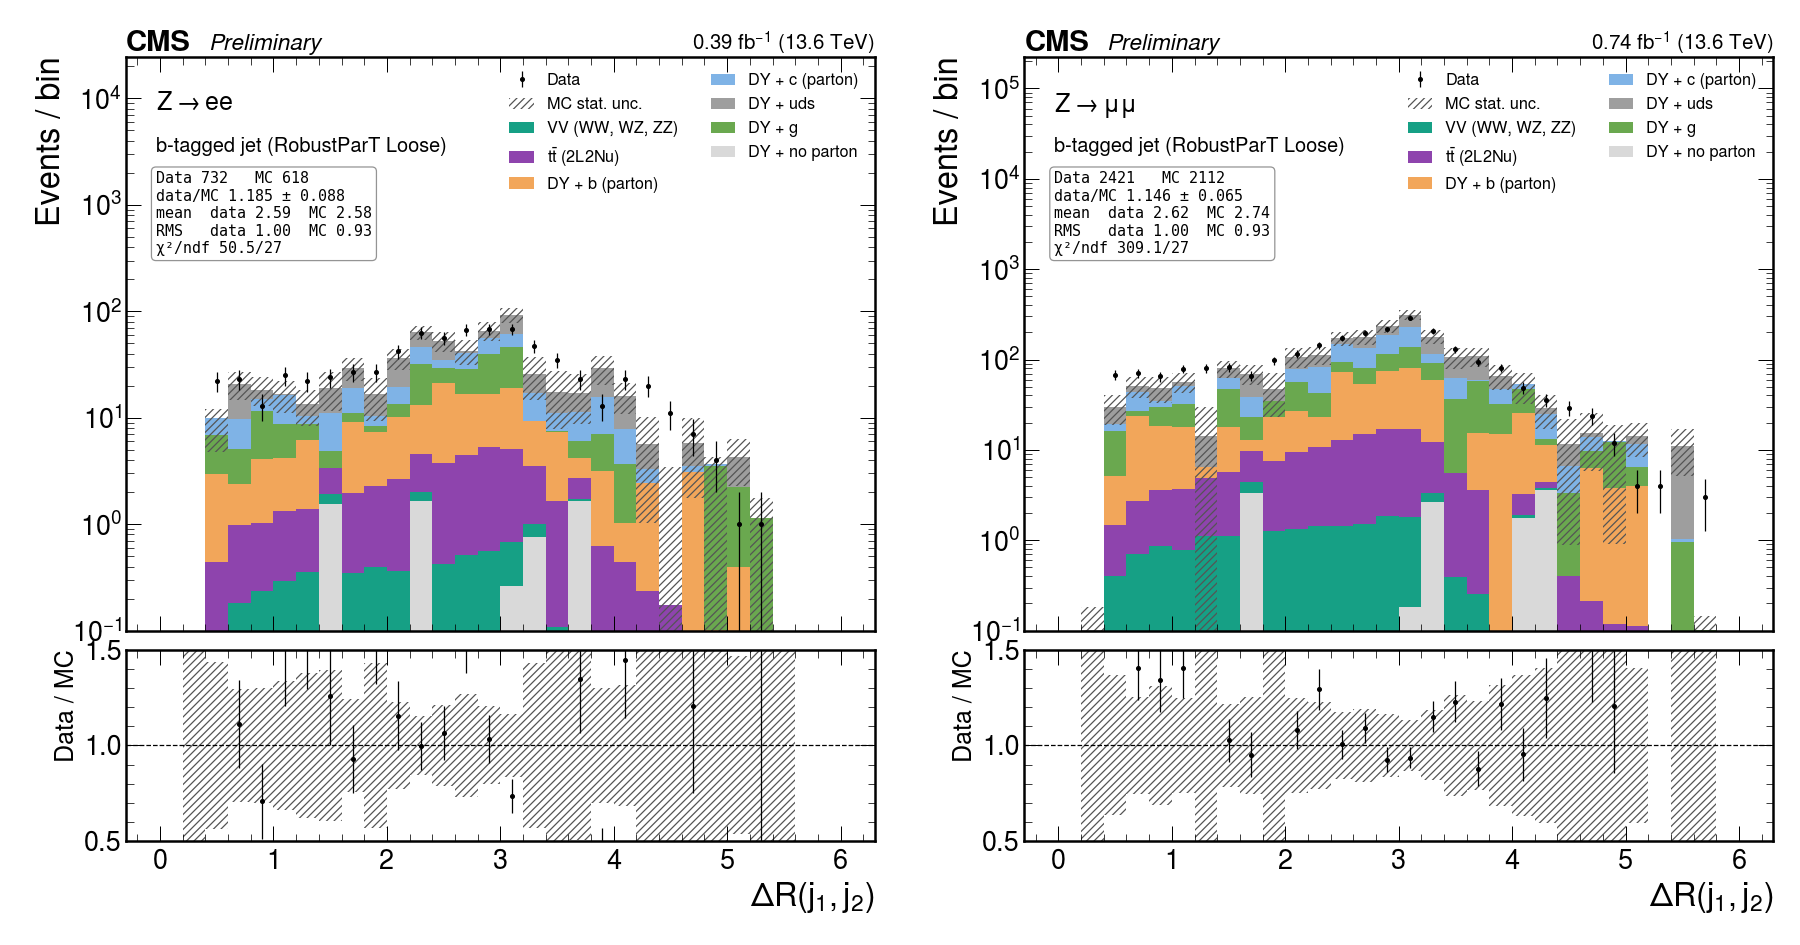 CMS Preliminary 0.39 fb⁻¹ (13.6 TeV)
Events / bin
10⁴
10³
10²
10¹
10⁰
10⁻¹
Z → ee
b-tagged jet (RobustParT Loose)
Data 732   MC 618
data/MC 1.185 ± 0.088
mean  data 2.59  MC 2.58
RMS   data 1.00  MC 0.93
χ²/ndf 50.5/27
Data
MC stat. unc.
VV (WW, WZ, ZZ)
tt̄ (2L2Nu)
DY + b (parton)
DY + c (parton)
DY + uds
DY + g
DY + no parton
Data / MC
1.5
1.0
0.5
0 1 2 3 4 5 6
ΔR(j₁, j₂)
CMS Preliminary 0.74 fb⁻¹ (13.6 TeV)
Events / bin
10⁵
10⁴
10³
10²
10¹
10⁰
10⁻¹
Z → μμ
b-tagged jet (RobustParT Loose)
Data 2421   MC 2112
data/MC 1.146 ± 0.065
mean  data 2.62  MC 2.74
RMS   data 1.00  MC 0.93
χ²/ndf 309.1/27
Data
MC stat. unc.
VV (WW, WZ, ZZ)
tt̄ (2L2Nu)
DY + b (parton)
DY + c (parton)
DY + uds
DY + g
DY + no parton
Data / MC
1.5
1.0
0.5
0 1 2 3 4 5 6
ΔR(j₁, j₂)